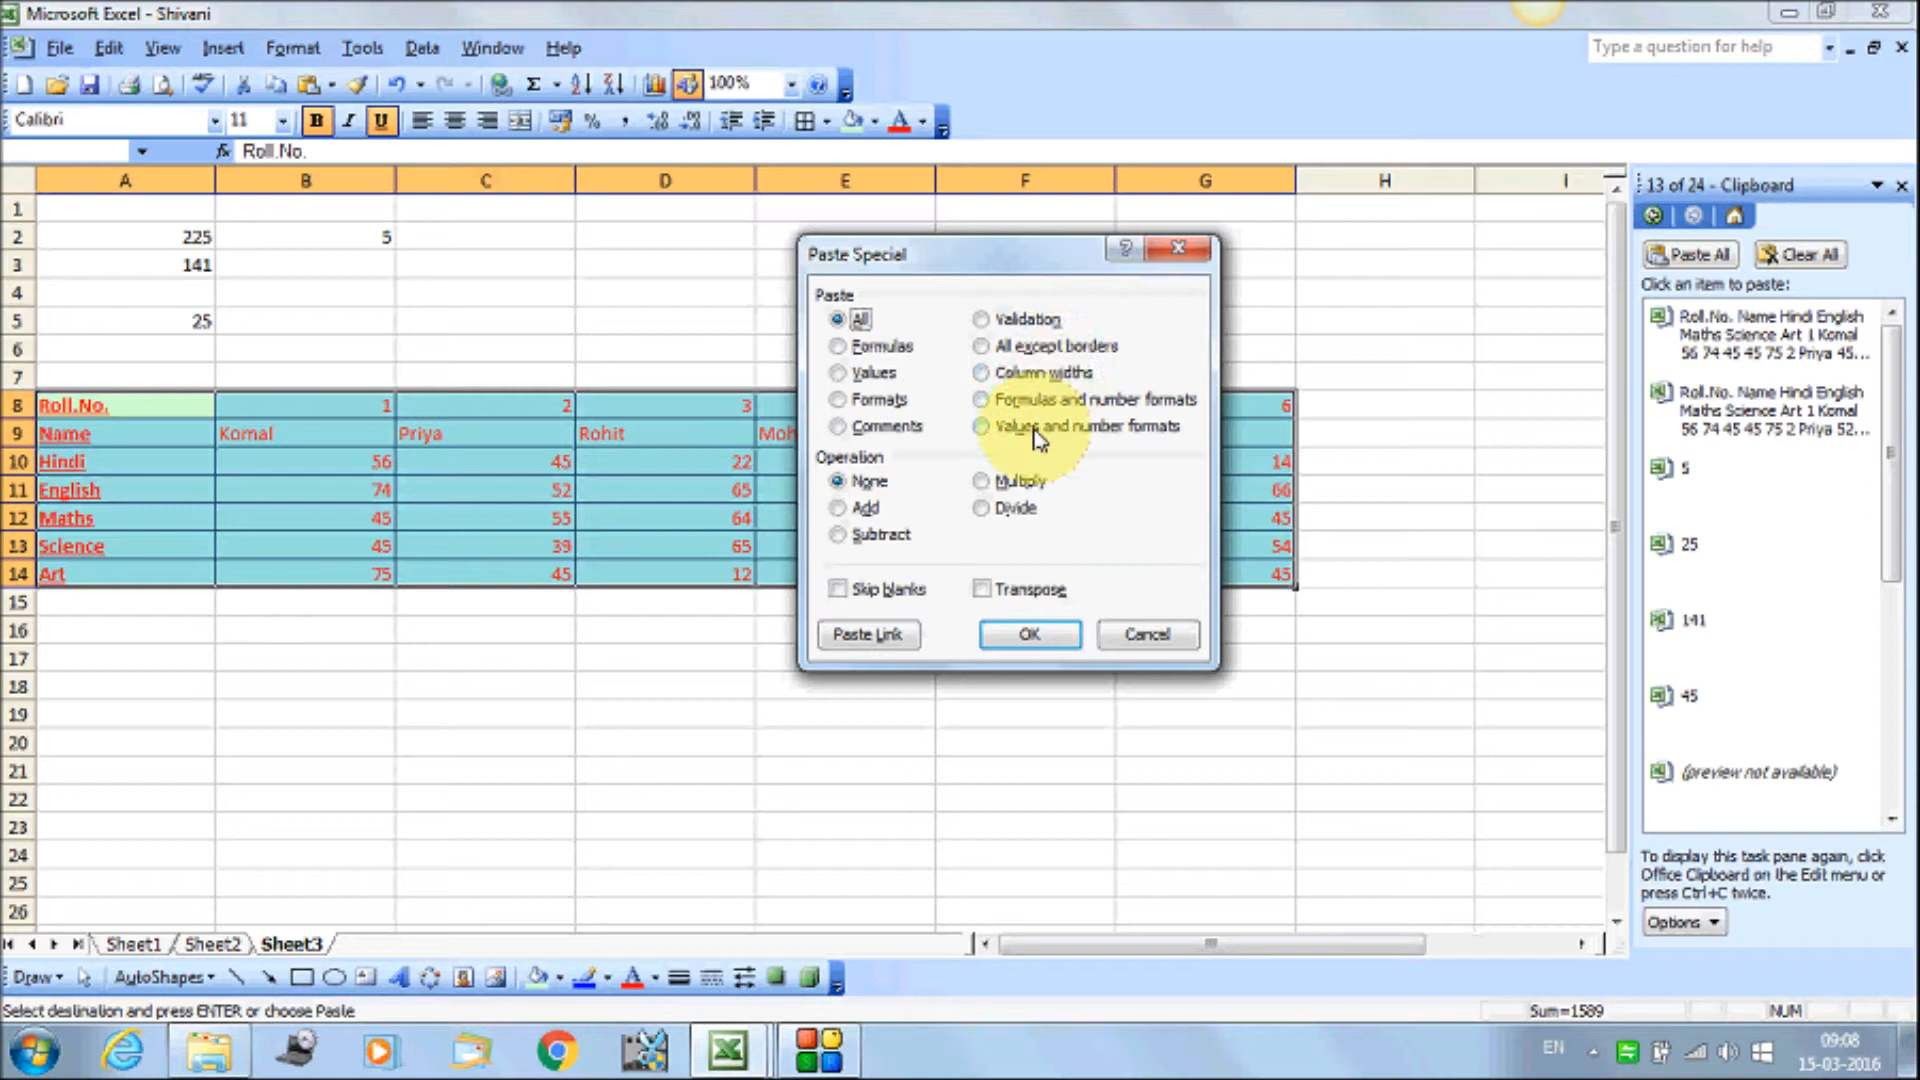 Microsoft Excel - Shivani
File Edit View Insert Format Tools Data Window Help
Type a question for help
100%
Calibri 11 B I U
fx Roll.No.
A B C D E F G H I
1
2 225 5
3 141
4
5 25
6
7
8 Roll.No. 1 2 3 6
9 Name Komal Priya Rohit Moh
10 Hindi 56 45 22 14
11 English 74 52 65 66
12 Maths 45 55 64 45
13 Science 45 39 65 54
14 Art 75 45 12 45
15
16
17
18
19
20
21
22
23
24
25
26
Paste Special
Paste
All Validation
Formulas All except borders
Values Column widths
Formats Formulas and number formats
Comments Values and number formats
Operation
None Multiply
Add Divide
Subtract
Skip blanks Transpose
Paste Link OK Cancel
13 of 24 - Clipboard
Paste All Clear All
Click an item to paste:
Roll.No. Name Hindi English
Maths Science Art 1 Komal
56 74 45 45 75 2 Priya 45...
Roll.No. Name Hindi English
Maths Science Art 1 Komal
56 74 45 45 75 2 Priya 52...
5
25
141
45
(preview not available)
To display this task pane again, click
Office Clipboard on the Edit menu or
press Ctrl+C twice.
Options
Sheet1 Sheet2 Sheet3
Draw AutoShapes
Select destination and press ENTER or choose Paste
Sum=1589 NUM
EN
09:08
15-03-2016